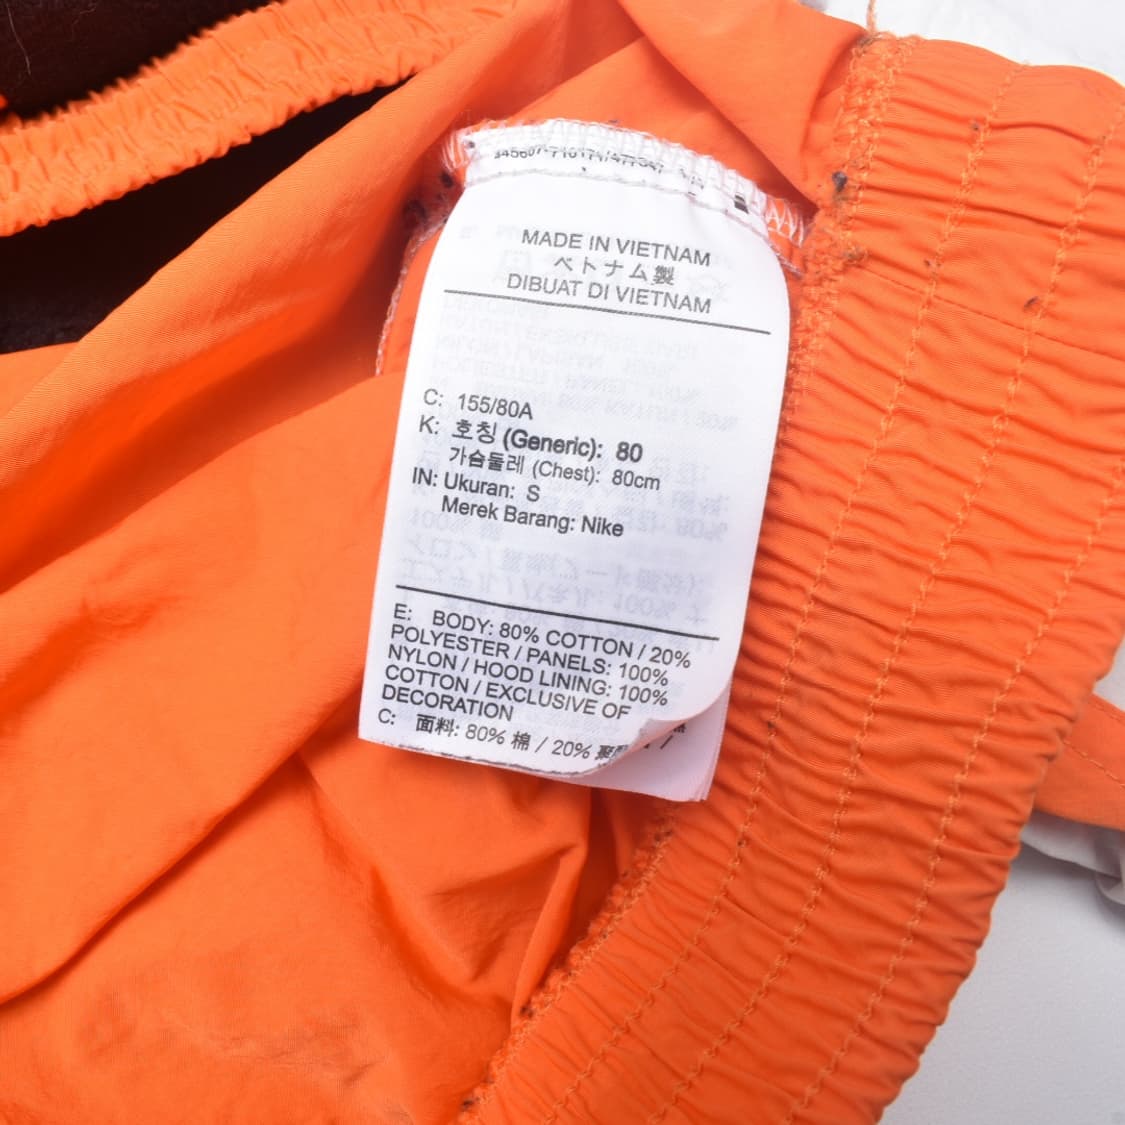 MADE IN VIETNAM
ベトナム製
DIBUAT DI VIETNAM
C: 155/80A
K: 호칭 (Generic): 80
가슴둘레 (Chest): 80cm
IN: Ukuran: S
Merek Barang: Nike
E: BODY: 80% COTTON / 20%
POLYESTER / PANELS: 100%
NYLON / HOOD LINING: 100%
COTTON / EXCLUSIVE OF
DECORATION
C: 面料: 80% 棉 / 20%